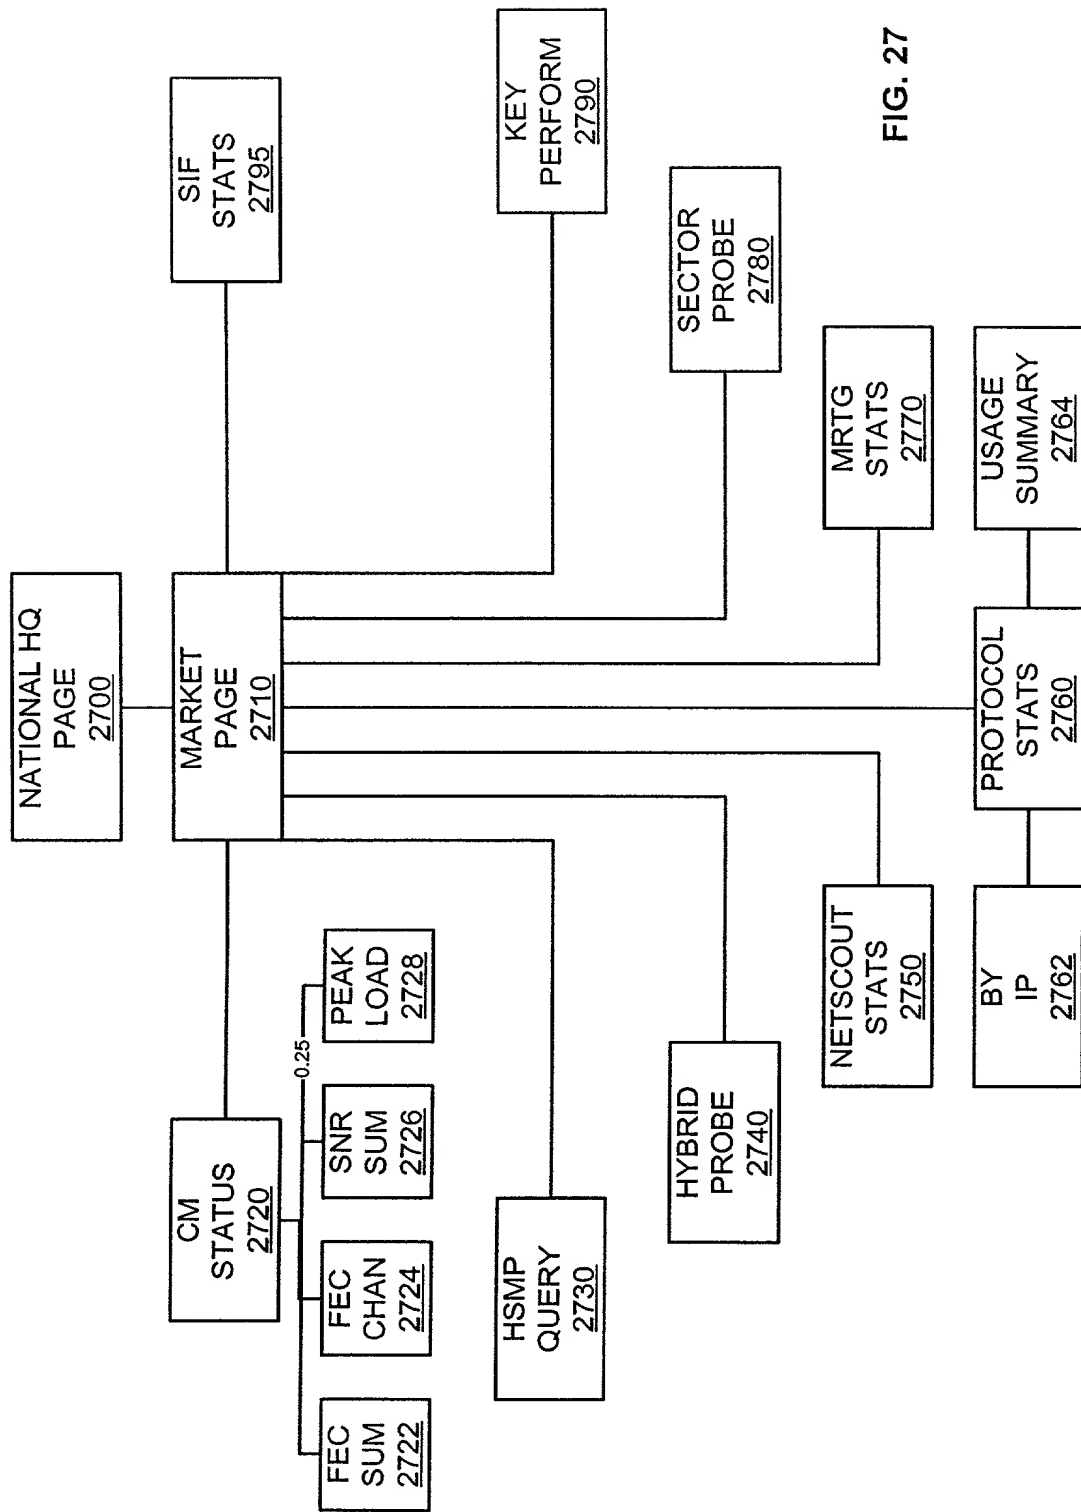 NATIONAL HQ
PAGE
2700
MARKET
PAGE
2710
CM
STATUS
2720
SIF
STATS
2795
FEC
SUM
2722
FEC
CHAN
2724
SNR
SUM
2726
PEAK
LOAD
2728
0.25
HSMP
QUERY
2730
KEY
PERFORM
2790
HYBRID
PROBE
2740
SECTOR
PROBE
2780
NETSCOUT
STATS
2750
MRTG
STATS
2770
BY
IP
2762
PROTOCOL
STATS
2760
USAGE
SUMMARY
2764
FIG. 27